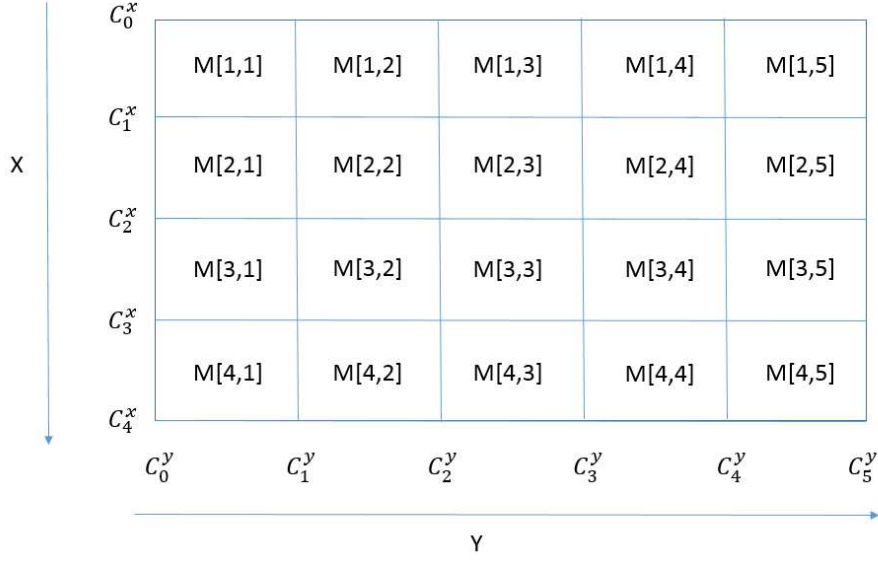 C_0^x
M[1,1] M[1,2] M[1,3] M[1,4] M[1,5]
C_1^x
X M[2,1] M[2,2] M[2,3] M[2,4] M[2,5]
C_2^x
M[3,1] M[3,2] M[3,3] M[3,4] M[3,5]
C_3^x
M[4,1] M[4,2] M[4,3] M[4,4] M[4,5]
C_4^x
C_0^y C_1^y C_2^y C_3^y C_4^y C_5^y
Y